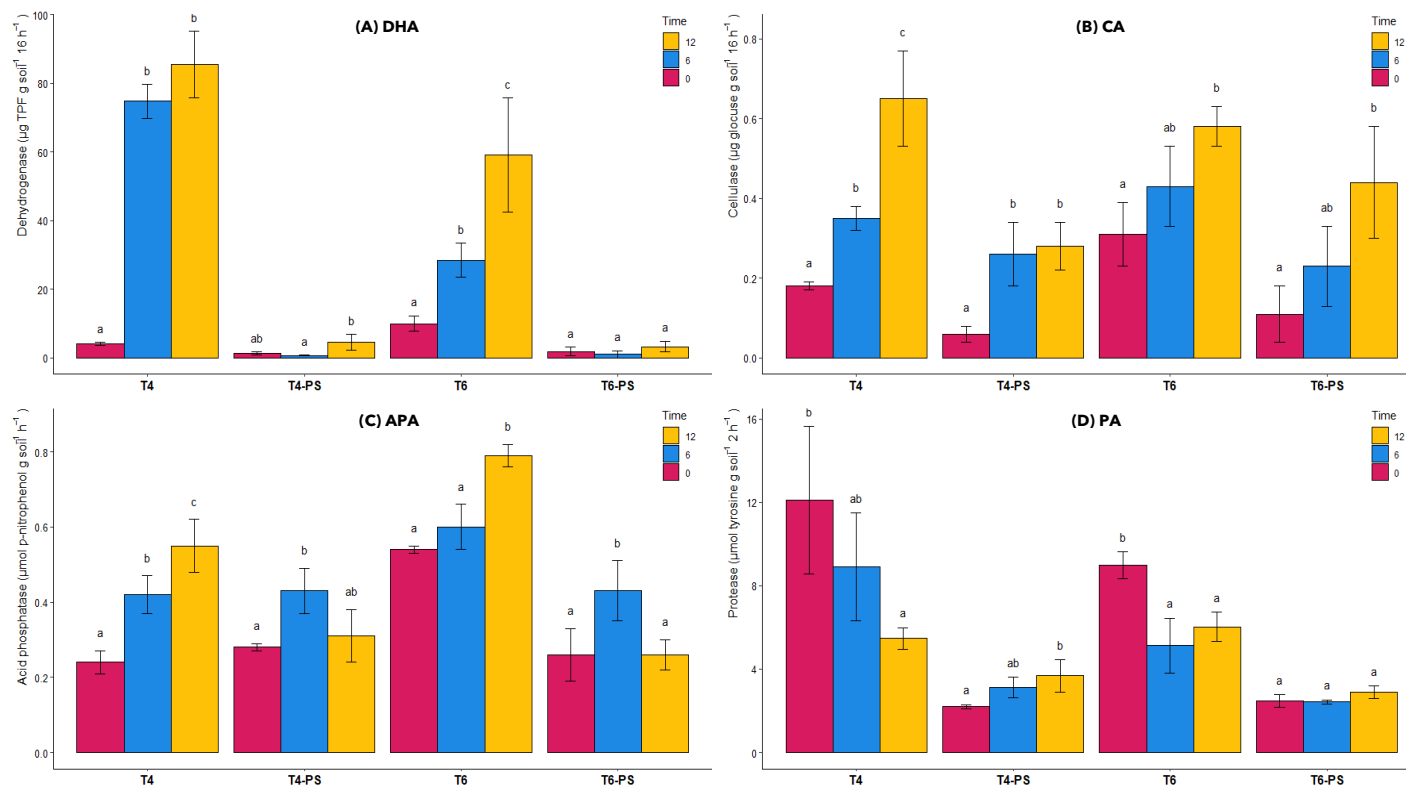 (A) DHA
Time
12
6
0
Dehydrogenase (µg TPF g soil⁻¹ 16 h⁻¹ )
100
80
60
40
20
0
a
b
b
ab
a
b
a
b
c
a
a
a
T4
T4-PS
T6
T6-PS
(B) CA
Time
12
6
0
Cellulase (µg glucose g soil⁻¹ 16 h⁻¹ )
0.8
0.6
0.4
0.2
0.0
a
b
c
a
b
b
a
ab
b
a
ab
b
T4
T4-PS
T6
T6-PS
(C) APA
Time
12
6
0
Acid phosphatase (µmol p-nitrophenol g soil⁻¹ h⁻¹ )
0.8
0.6
0.4
0.2
0.0
a
b
c
a
b
ab
a
a
b
a
b
a
T4
T4-PS
T6
T6-PS
(D) PA
Time
12
6
0
Protease (µmol tyrosine g soil⁻¹ 2 h⁻¹ )
16
12
8
4
0
b
ab
a
a
ab
b
b
a
a
a
a
a
T4
T4-PS
T6
T6-PS